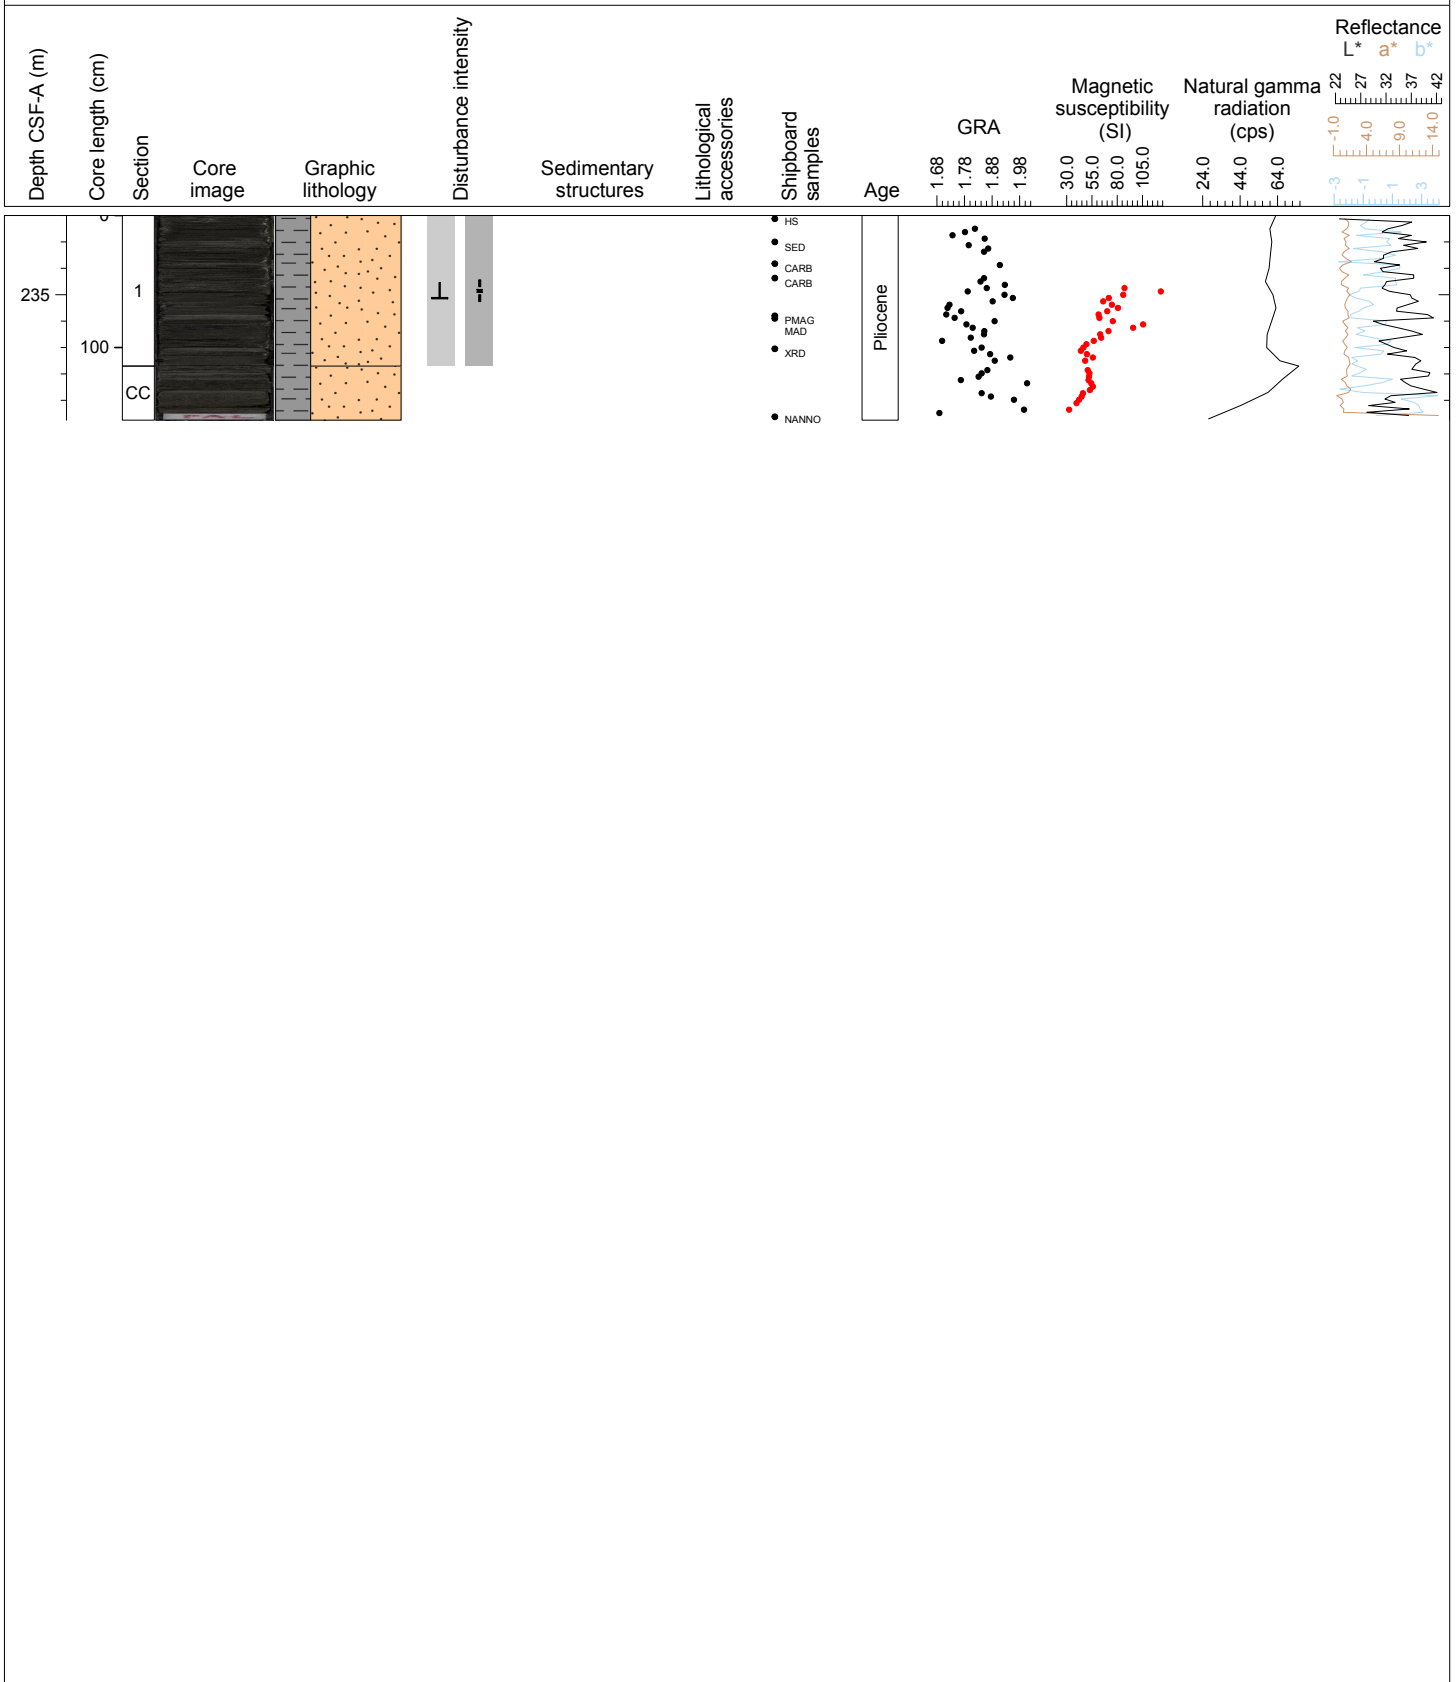 Depth CSF-A (m)
Core length (cm)
Section
Core
image
Graphic
lithology
Disturbance intensity
Sedimentary
structures
Lithological
accessories
Shipboard
samples
Age
GRA
1.68 1.78 1.88 1.98
Magnetic
susceptibility
(SI)
30.0 55.0 80.0 105.0
Natural gamma
radiation
(cps)
24.0 44.0 64.0
Reflectance
L* a* b*
22 27 32 37 42
-1.0 4.0 9.0 14.0
-3 -1 1 3
0
235
100
1
CC
HS
SED
CARB
CARB
PMAG
MAD
XRD
NANNO
Pliocene